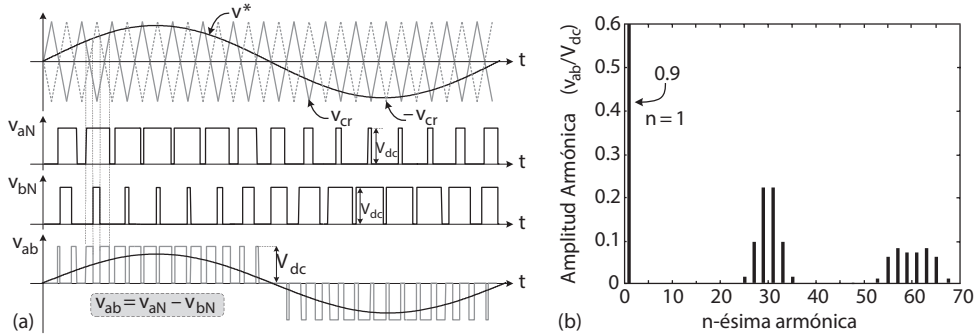 v*
t
v_cr
−v_cr
v_aN
V_dc
t
v_bN
V_dc
t
v_ab
V_dc
t
v_ab = v_aN − v_bN
(a)
Amplitud Armónica (v_ab/V_dc)
0.6
0.5
0.4
0.3
0.2
0.1
0
0.9
n = 1
0 10 20 30 40 50 60 70
n-ésima armónica
(b)